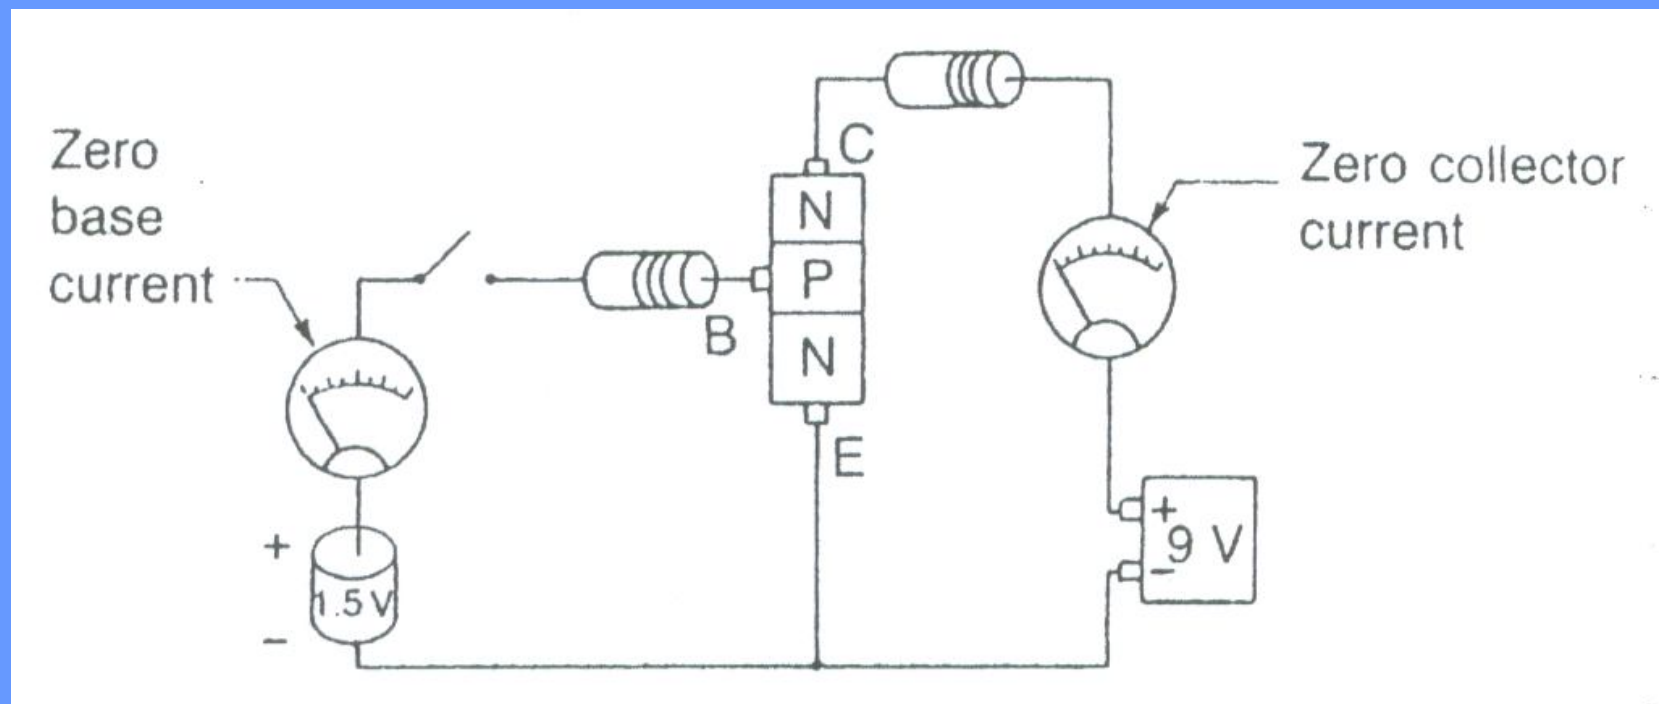 Zero
base
current
+
1.5 V
−
B
C
N
P
N
E
Zero collector
current
+
9 V
−